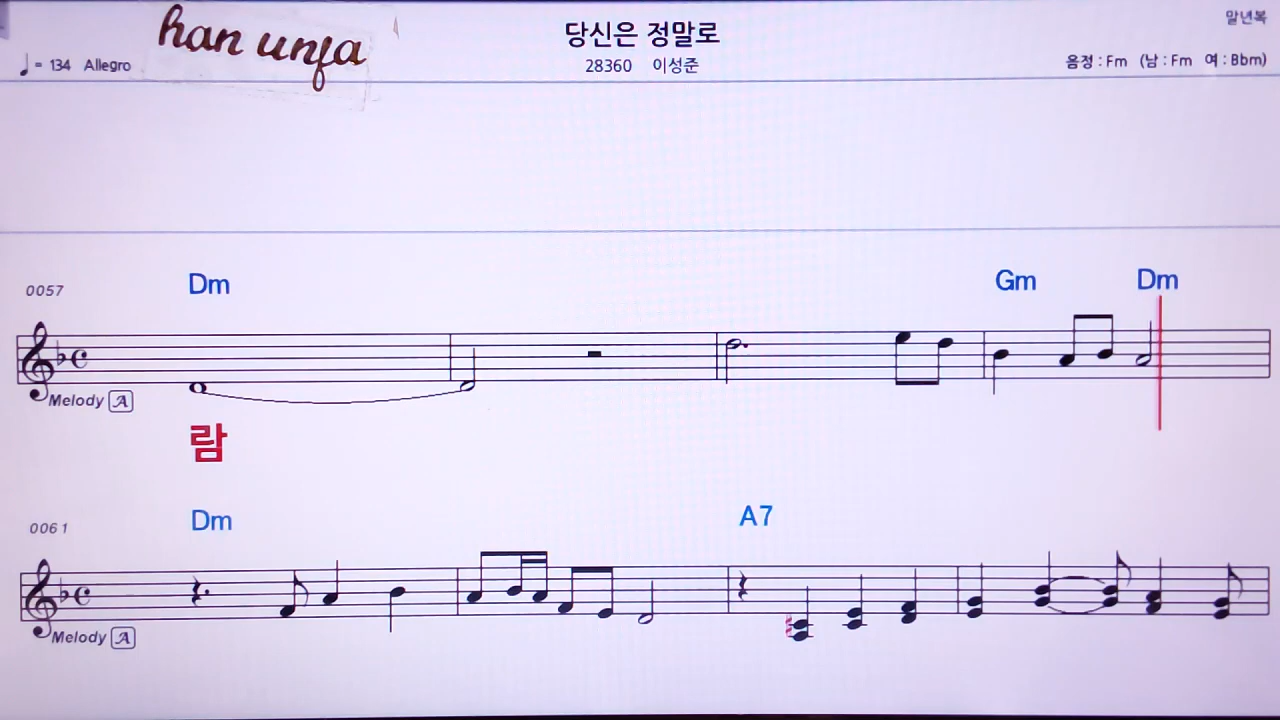 han unfa
당신은 정말로
말년복
♩= 134 Allegro
28360 이성준
음정 : Fm (남 : Fm 여 : Bbm)
Dm Gm Dm
0057
Melody A
람
Dm A7
0061
Melody A